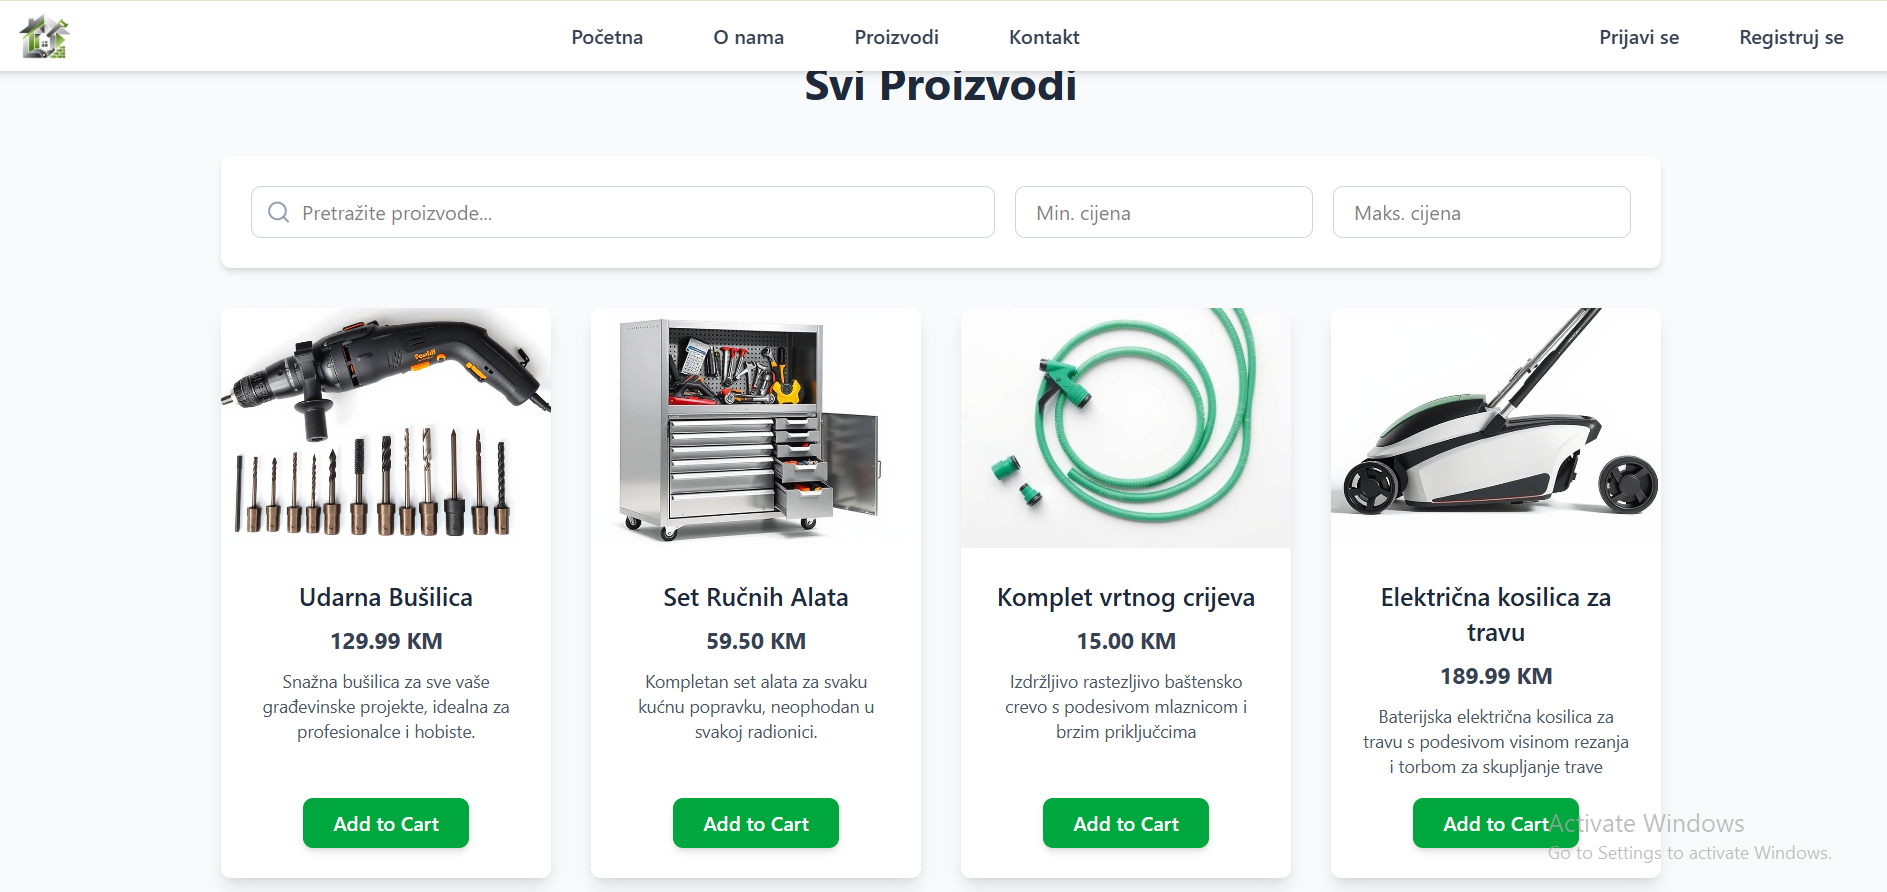 Početna
O nama
Proizvodi
Kontakt
Prijavi se
Registruj se
Svi Proizvodi
Pretražite proizvode...
Min. cijena
Maks. cijena
Udarna Bušilica
129.99 KM
Snažna bušilica za sve vaše
građevinske projekte, idealna za
profesionalce i hobiste.
Add to Cart
Set Ručnih Alata
59.50 KM
Kompletan set alata za svaku
kućnu popravku, neophodan u
svakoj radionici.
Add to Cart
Komplet vrtnog crijeva
15.00 KM
Izdržljivo rastezljivo baštensko
crevo s podesivom mlaznicom i
brzim priključcima
Add to Cart
Električna kosilica za
travu
189.99 KM
Baterijska električna kosilica za
travu s podesivom visinom rezanja
i torbom za skupljanje trave
Add to Cart
Activate Windows
Go to Settings to activate Windows.